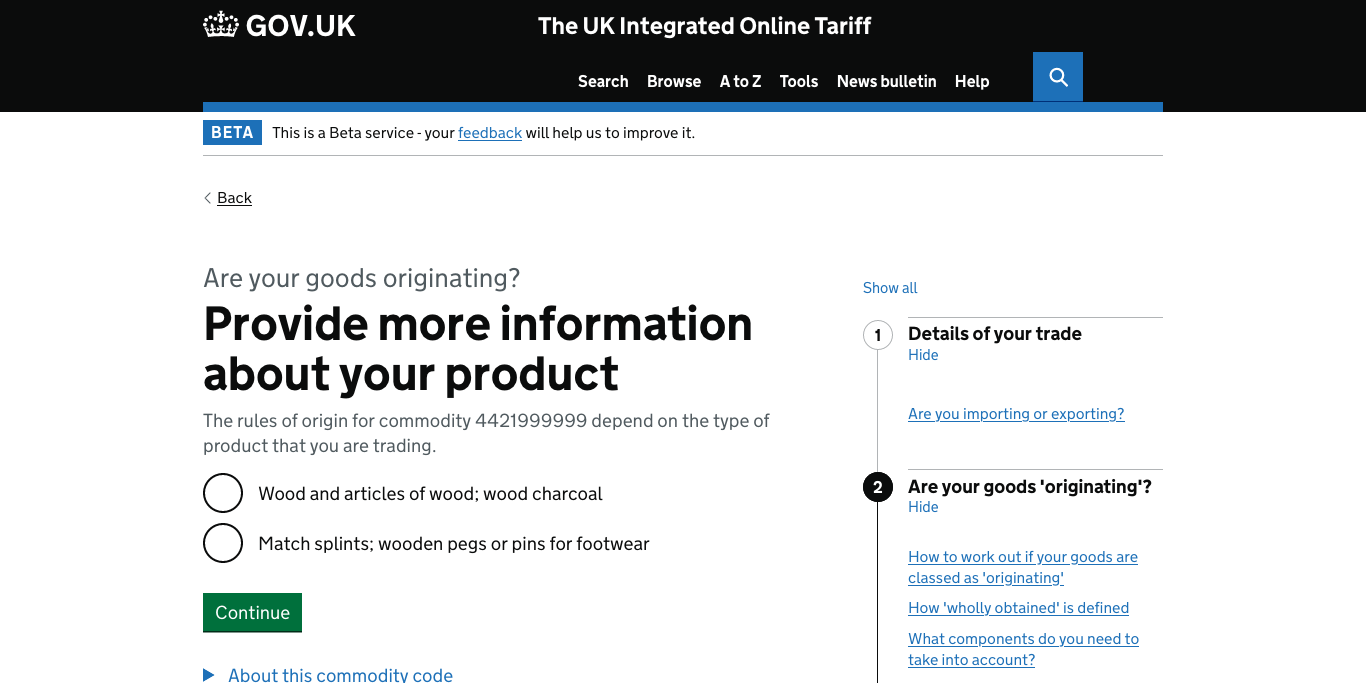 GOV.UK
The UK Integrated Online Tariff
Search Browse A to Z Tools News bulletin Help
BETA This is a Beta service - your feedback will help us to improve it.
Back
Are your goods originating?
Provide more information
about your product
The rules of origin for commodity 4421999999 depend on the type of
product that you are trading.
Wood and articles of wood; wood charcoal
Match splints; wooden pegs or pins for footwear
Continue
About this commodity code
Show all
1 Details of your trade
Hide
Are you importing or exporting?
2 Are your goods 'originating'?
Hide
How to work out if your goods are
classed as 'originating'
How 'wholly obtained' is defined
What components do you need to
take into account?